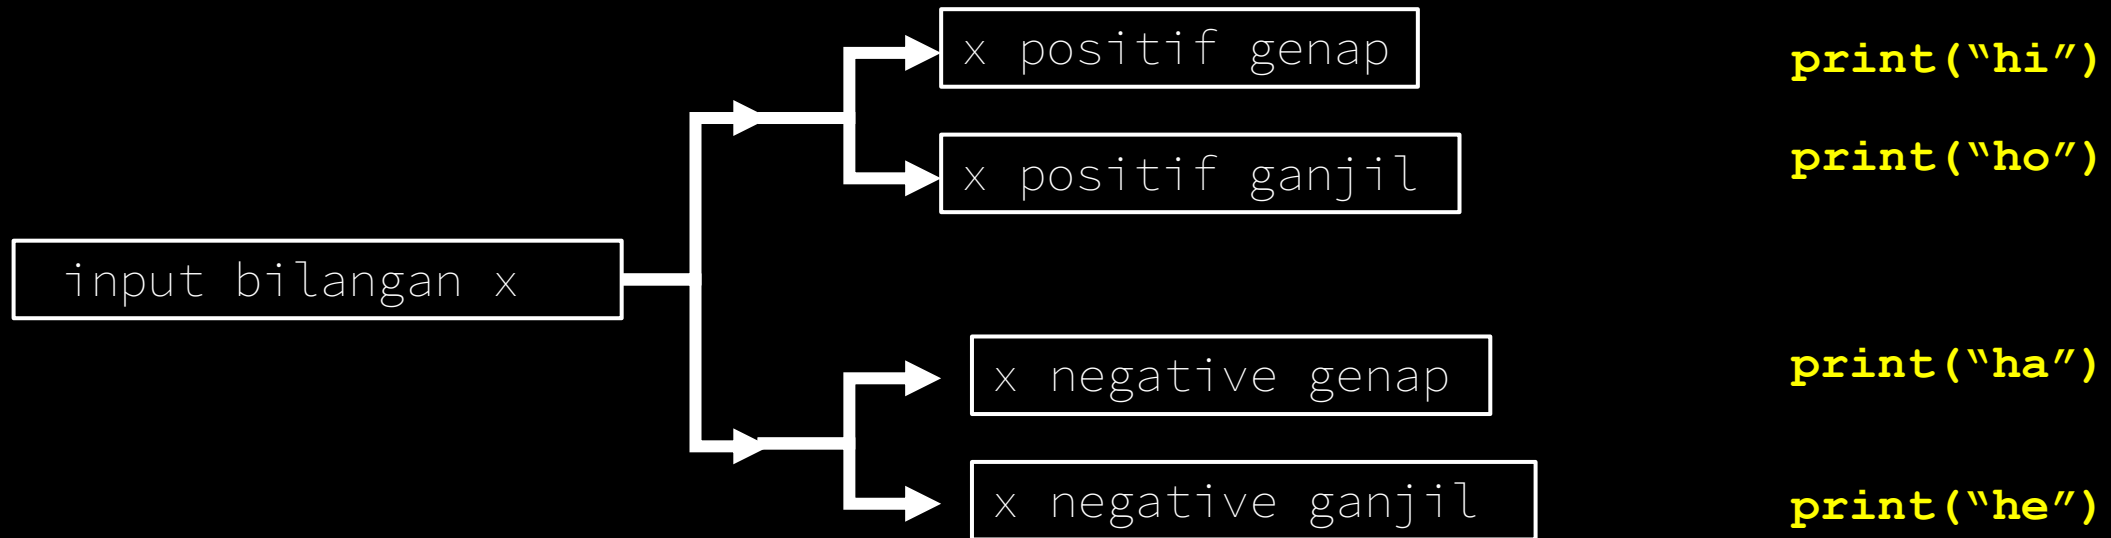 x positif genap
print(“hi”)
x positif ganjil
print(“ho”)
input bilangan x
x negative genap
print(“ha”)
x negative ganjil
print(“he”)